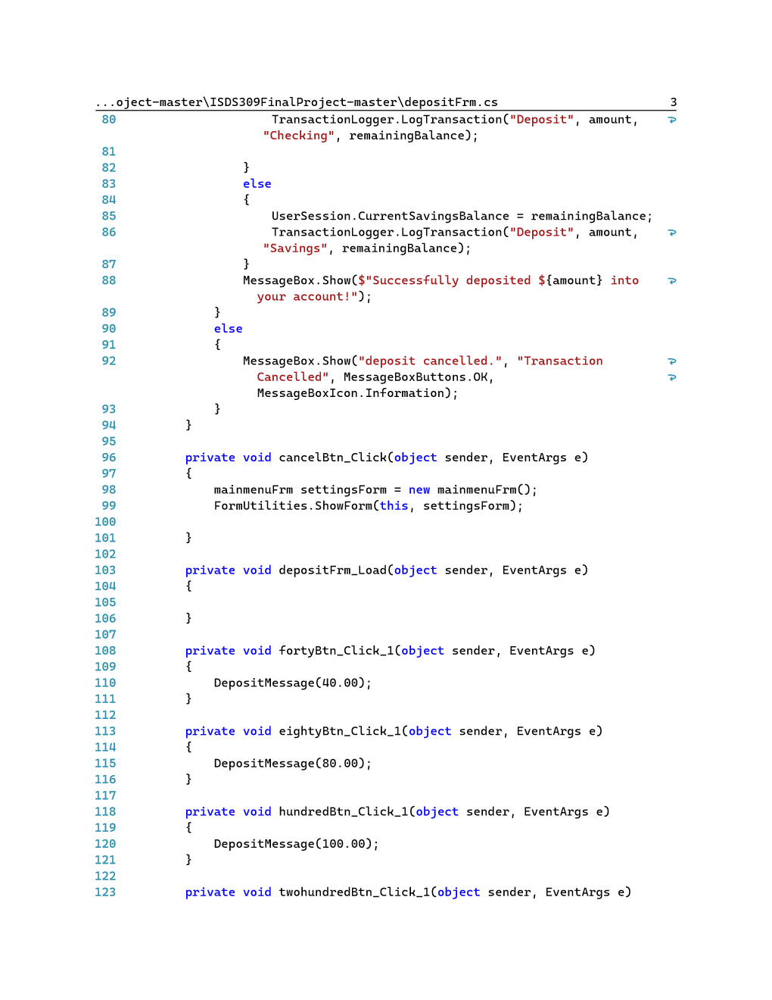 ...oject-master\ISDS309FinalProject-master\depositFrm.cs 3
80 TransactionLogger.LogTransaction("Deposit", amount,
"Checking", remainingBalance);
81
82 }
83 else
84 {
85 UserSession.CurrentSavingsBalance = remainingBalance;
86 TransactionLogger.LogTransaction("Deposit", amount,
"Savings", remainingBalance);
87 }
88 MessageBox.Show($"Successfully deposited ${amount} into
your account!");
89 }
90 else
91 {
92 MessageBox.Show("deposit cancelled.", "Transaction
Cancelled", MessageBoxButtons.OK,
MessageBoxIcon.Information);
93 }
94 }
95
96 private void cancelBtn_Click(object sender, EventArgs e)
97 {
98 mainmenuFrm settingsForm = new mainmenuFrm();
99 FormUtilities.ShowForm(this, settingsForm);
100
101 }
102
103 private void depositFrm_Load(object sender, EventArgs e)
104 {
105
106 }
107
108 private void fortyBtn_Click_1(object sender, EventArgs e)
109 {
110 DepositMessage(40.00);
111 }
112
113 private void eightyBtn_Click_1(object sender, EventArgs e)
114 {
115 DepositMessage(80.00);
116 }
117
118 private void hundredBtn_Click_1(object sender, EventArgs e)
119 {
120 DepositMessage(100.00);
121 }
122
123 private void twohundredBtn_Click_1(object sender, EventArgs e)